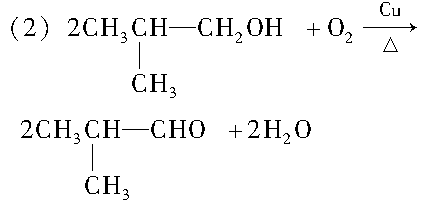 (2) 2CH₃CH—CH₂OH + O₂ Cu △
CH₃
2CH₃CH—CHO +2H₂O
CH₃